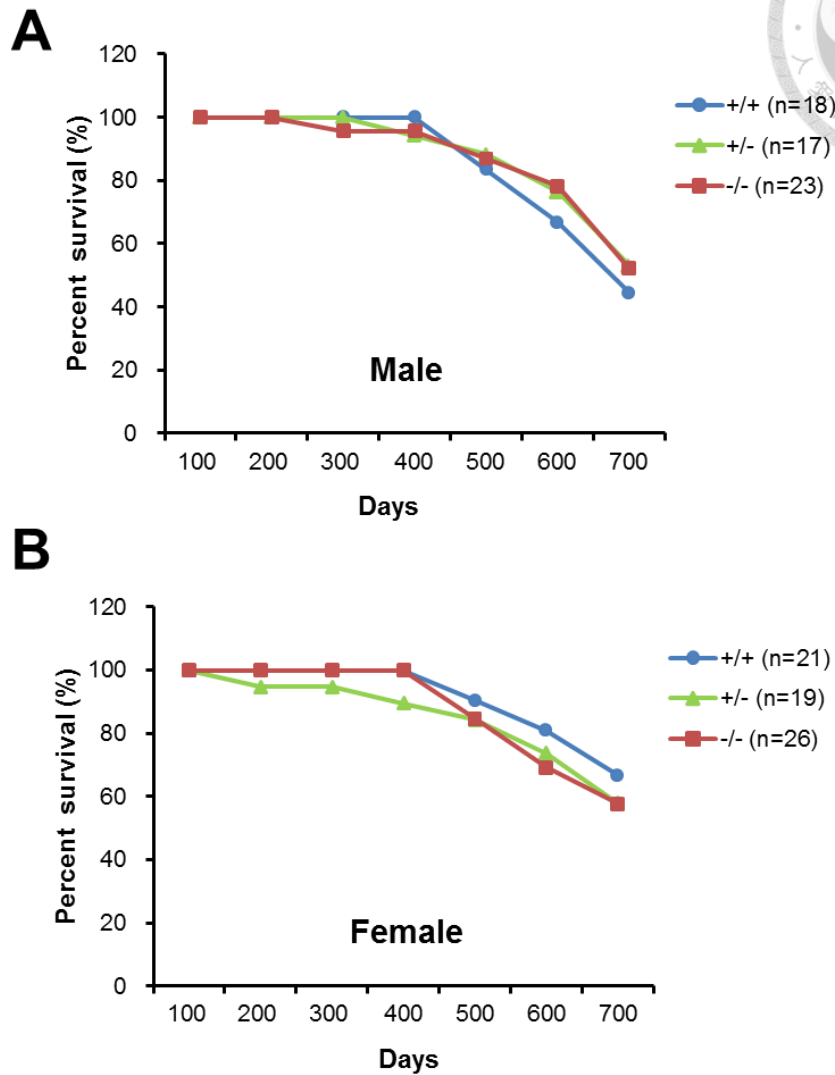 A
120
100
80
60
40
20
0
Percent survival (%)
+/+ (n=18)
+/- (n=17)
-/- (n=23)
Male
100 200 300 400 500 600 700
Days
B
120
100
80
60
40
20
0
Percent survival (%)
+/+ (n=21)
+/- (n=19)
-/- (n=26)
Female
100 200 300 400 500 600 700
Days